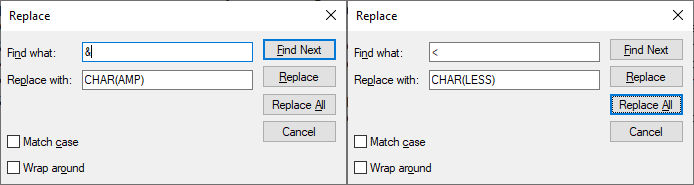 Replace
Find what: & Find Next
Replace with: CHAR(AMP) Replace
Replace All
Match case Cancel
Wrap around
Replace
Find what: < Find Next
Replace with: CHAR(LESS) Replace
Replace All
Match case Cancel
Wrap around